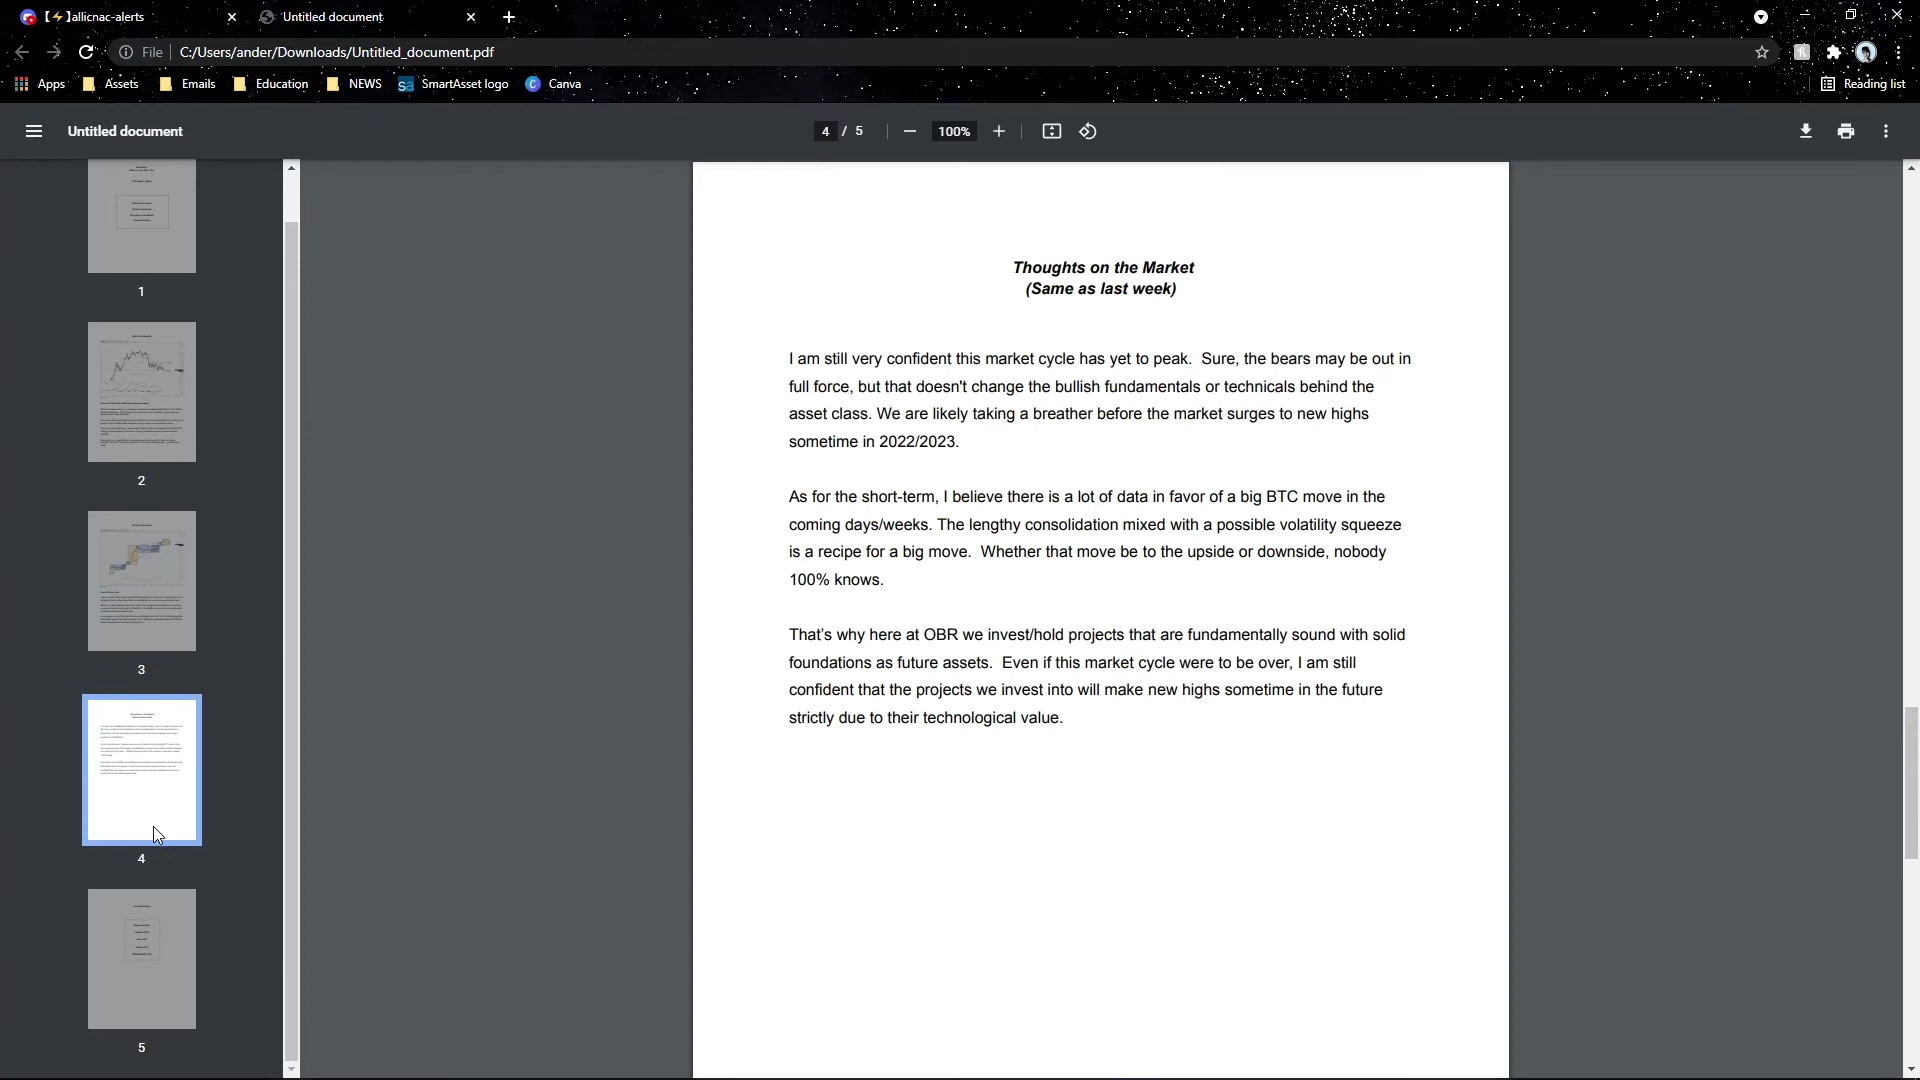 【⚡】allicnac-alerts
Untitled document
File
C:/Users/ander/Downloads/Untitled_document.pdf
Apps
Assets
Emails
Education
NEWS
SmartAsset logo
Canva
Reading list
Untitled document
4 / 5
100%
1
2
3
4
5
Thoughts on the Market
(Same as last week)
I am still very confident this market cycle has yet to peak.  Sure, the bears may be out in
full force, but that doesn't change the bullish fundamentals or technicals behind the
asset class. We are likely taking a breather before the market surges to new highs
sometime in 2022/2023.
As for the short-term, I believe there is a lot of data in favor of a big BTC move in the
coming days/weeks. The lengthy consolidation mixed with a possible volatility squeeze
is a recipe for a big move.  Whether that move be to the upside or downside, nobody
100% knows.
That's why here at OBR we invest/hold projects that are fundamentally sound with solid
foundations as future assets.  Even if this market cycle were to be over, I am still
confident that the projects we invest into will make new highs sometime in the future
strictly due to their technological value.